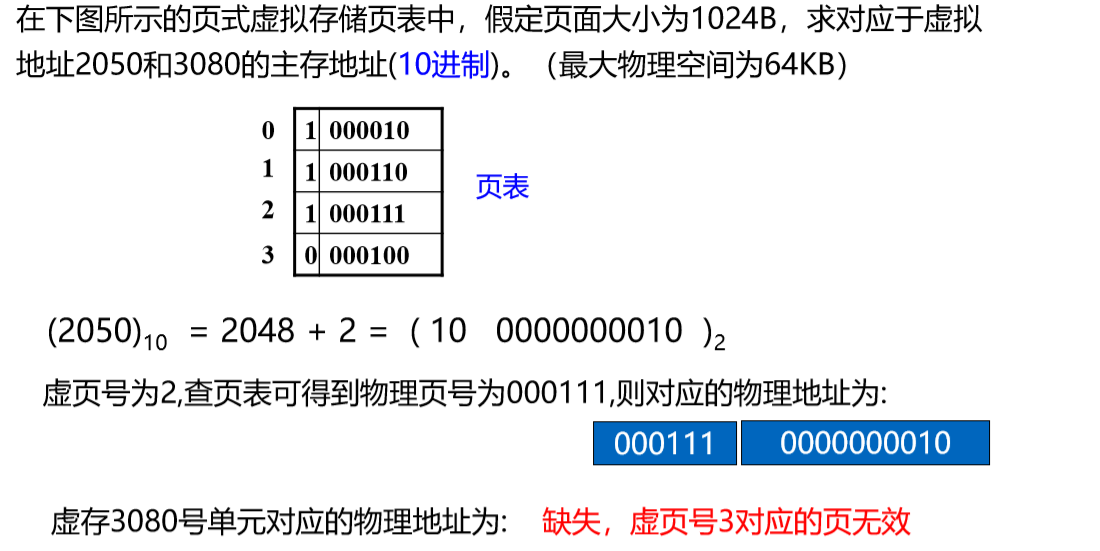 在下图所示的页式虚拟存储页表中，假定页面大小为1024B，求对应于虚拟
地址2050和3080的主存地址(10进制)。（最大物理空间为64KB）
0 1 000010
1 1 000110
页表
2 1 000111
3 0 000100
(2050)10 = 2048 + 2 = ( 10 0000000010 )2
虚页号为2,查页表可得到物理页号为000111,则对应的物理地址为:
000111 0000000010
虚存3080号单元对应的物理地址为: 缺失，虚页号3对应的页无效